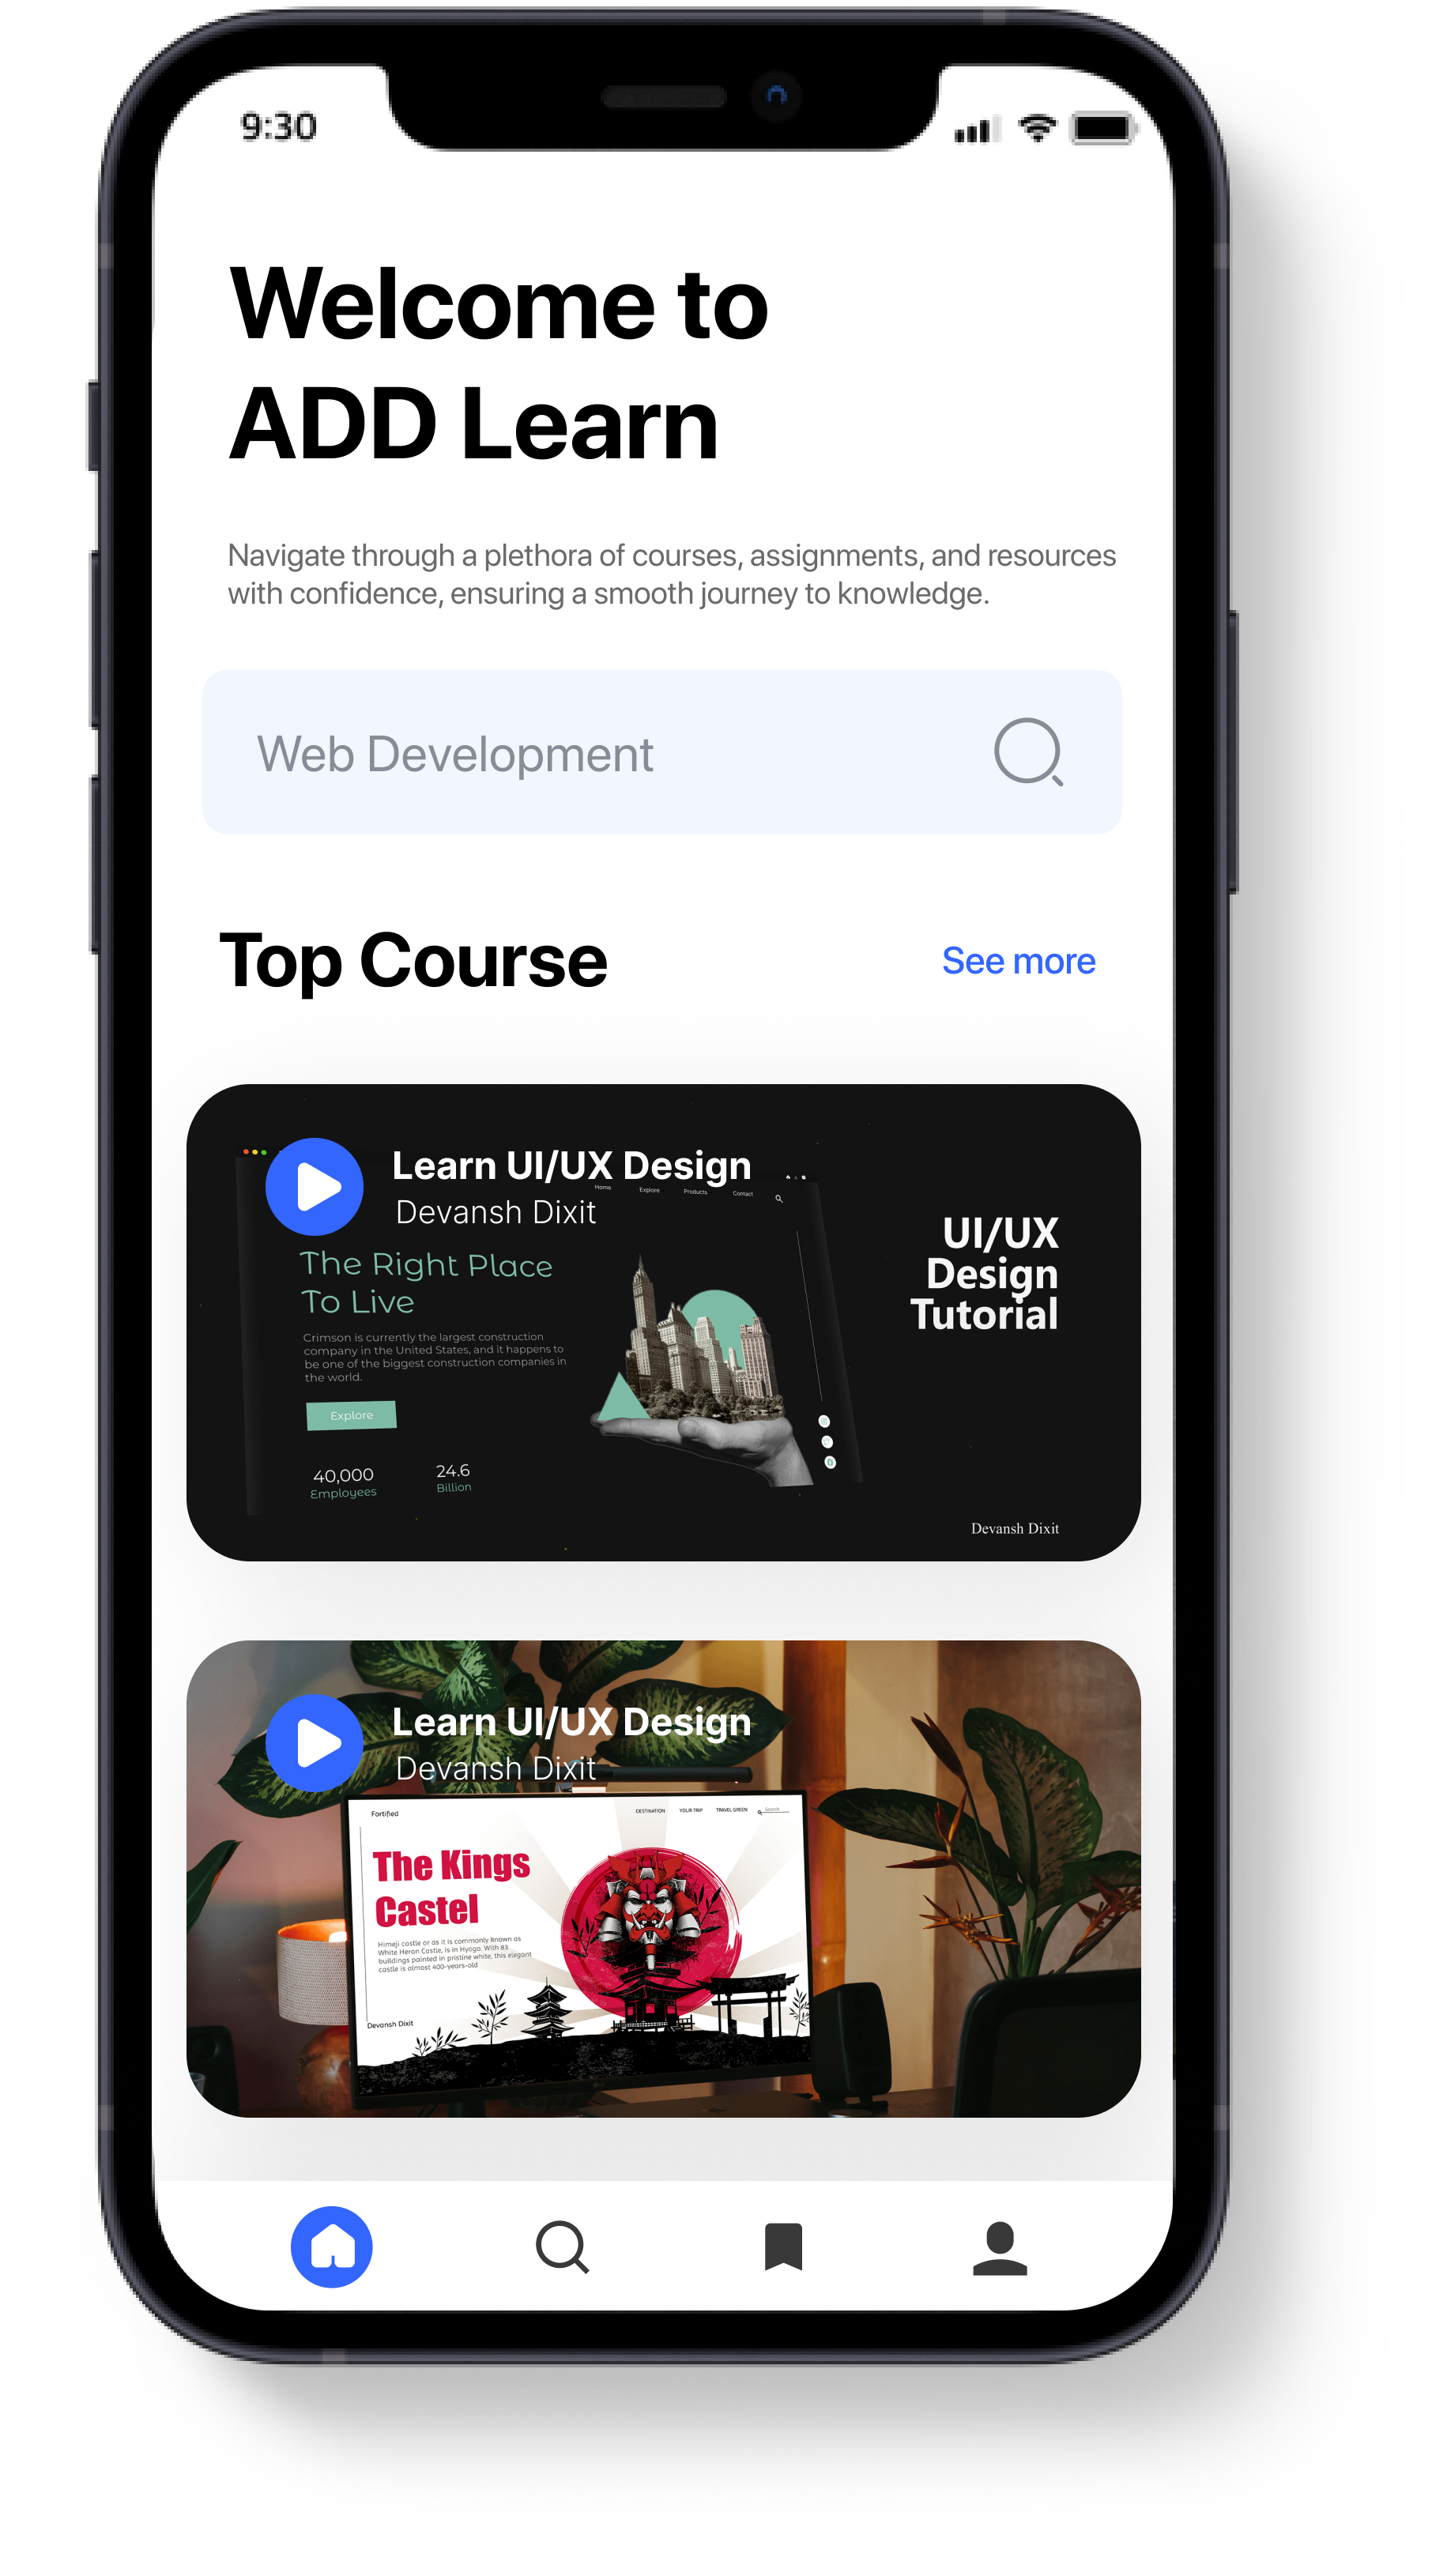 9:30
Welcome to
ADD Learn
Navigate through a plethora of courses, assignments, and resources
with confidence, ensuring a smooth journey to knowledge.
Web Development
Top Course
See more
Learn UI/UX Design
Devansh Dixit
Home Explore Products Contact
The Right Place
To Live
Crimson is currently the largest construction
company in the United States, and it happens to
be one of the biggest construction companies in
the world.
Explore
40,000
Employees
24.6
Billion
UI/UX
Design
Tutorial
Devansh Dixit
Learn UI/UX Design
Devansh Dixit
Fortified
DESTINATION YOUR TRIP TRAVEL GREEN Search
The Kings
Castel
Himeji castle or as it is commonly known as
White Heron Castle, is in Hyogo. With 83
buildings painted in pristine white, this elegant
castle is almost 400-years-old
Devansh Dixit